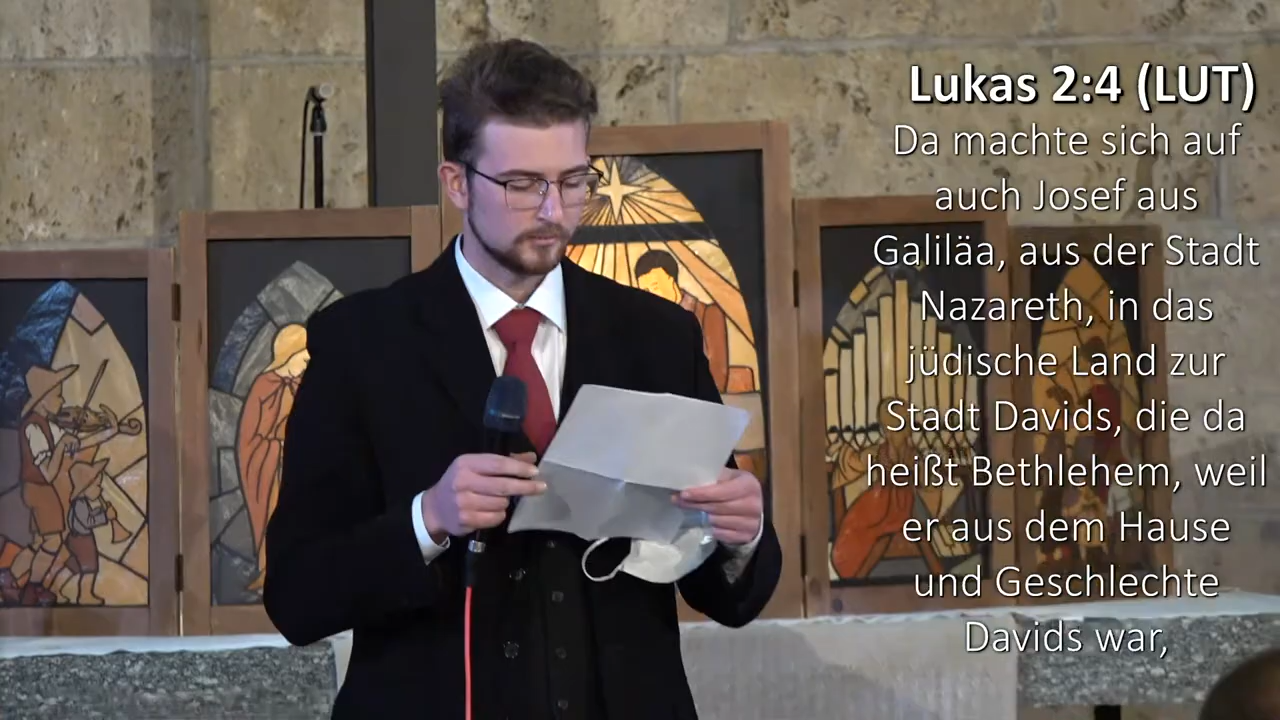 Lukas 2:4 (LUT)
Da machte sich auf
auch Josef aus
Galiläa, aus der Stadt
Nazareth, in das
jüdische Land zur
Stadt Davids, die da
heißt Bethlehem, weil
er aus dem Hause
und Geschlechte
Davids war,